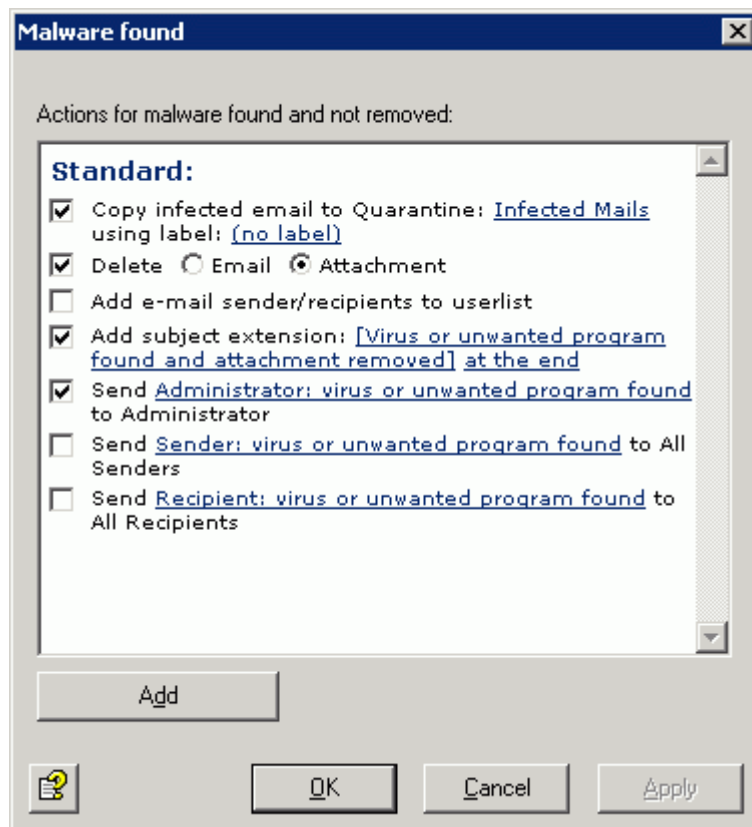 Malware found
Actions for malware found and not removed:
Standard:
Copy infected email to Quarantine: Infected Mails
using label: (no label)
Delete Email Attachment
Add e-mail sender/recipients to userlist
Add subject extension: [Virus or unwanted program
found and attachment removed] at the end
Send Administrator: virus or unwanted program found
to Administrator
Send Sender: virus or unwanted program found to All
Senders
Send Recipient: virus or unwanted program found to
All Recipients
Add
OK Cancel Apply